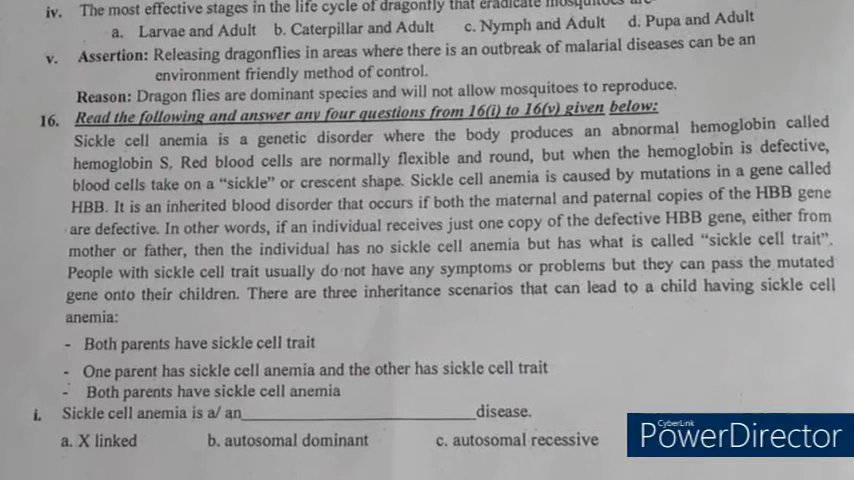 iv. The most effective stages in the life cycle of dragonfly that eradicate mosquitoes are
a. Larvae and Adult b. Caterpillar and Adult c. Nymph and Adult d. Pupa and Adult
v. Assertion: Releasing dragonflies in areas where there is an outbreak of malarial diseases can be an
environment friendly method of control.
Reason: Dragon flies are dominant species and will not allow mosquitoes to reproduce.
16. Read the following and answer any four questions from 16(i) to 16(v) given below:
Sickle cell anemia is a genetic disorder where the body produces an abnormal hemoglobin called
hemoglobin S. Red blood cells are normally flexible and round, but when the hemoglobin is defective,
blood cells take on a “sickle” or crescent shape. Sickle cell anemia is caused by mutations in a gene called
HBB. It is an inherited blood disorder that occurs if both the maternal and paternal copies of the HBB gene
are defective. In other words, if an individual receives just one copy of the defective HBB gene, either from
mother or father, then the individual has no sickle cell anemia but has what is called “sickle cell trait”.
People with sickle cell trait usually do not have any symptoms or problems but they can pass the mutated
gene onto their children. There are three inheritance scenarios that can lead to a child having sickle cell
anemia:
- Both parents have sickle cell trait
- One parent has sickle cell anemia and the other has sickle cell trait
- Both parents have sickle cell anemia
i. Sickle cell anemia is a/ an__________________________disease.
a. X linked b. autosomal dominant c. autosomal recessive
CyberLink
PowerDirector